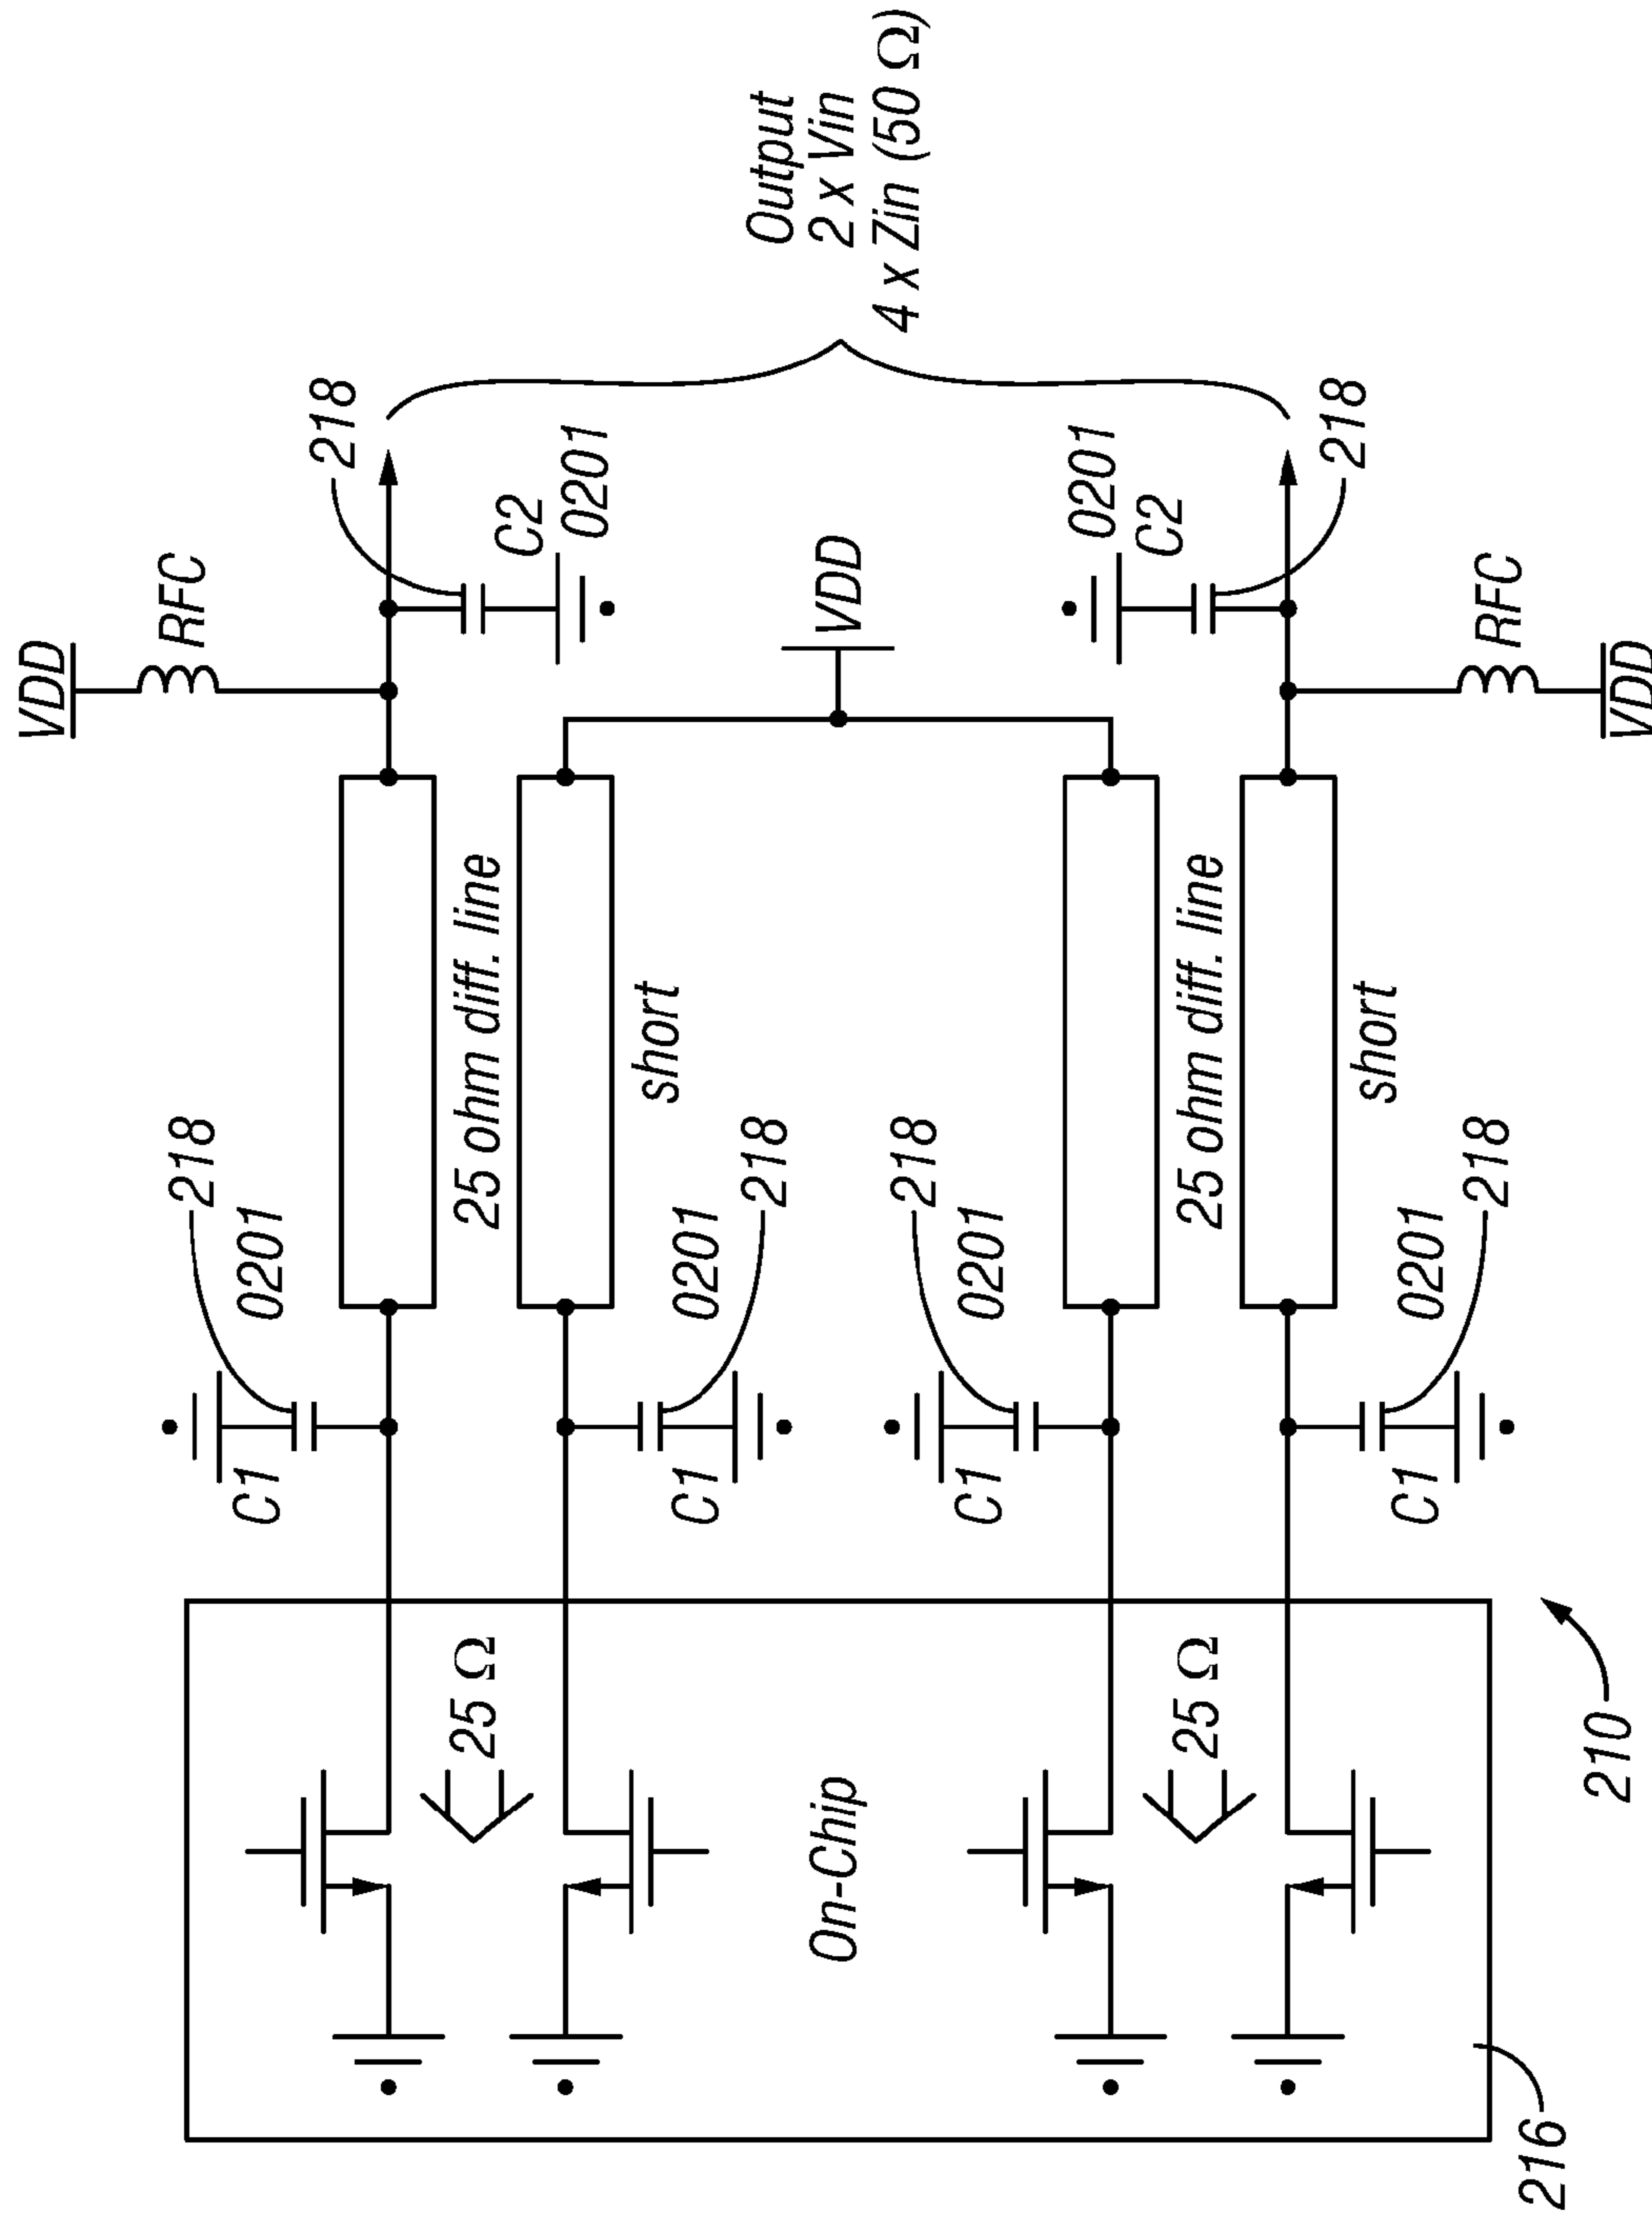 VDD
RFC
218
Output
2 x Vin
4 x Zin (50 Ω)
C2
0201
218
0201
C1
25 ohm diff. line
short
0201
C1
218
25 Ω
On-Chip
VDD
218
0201
C1
25 ohm diff. line
short
0201
C1
218
25 Ω
0201
C2
218
RFC
VDD
210
216